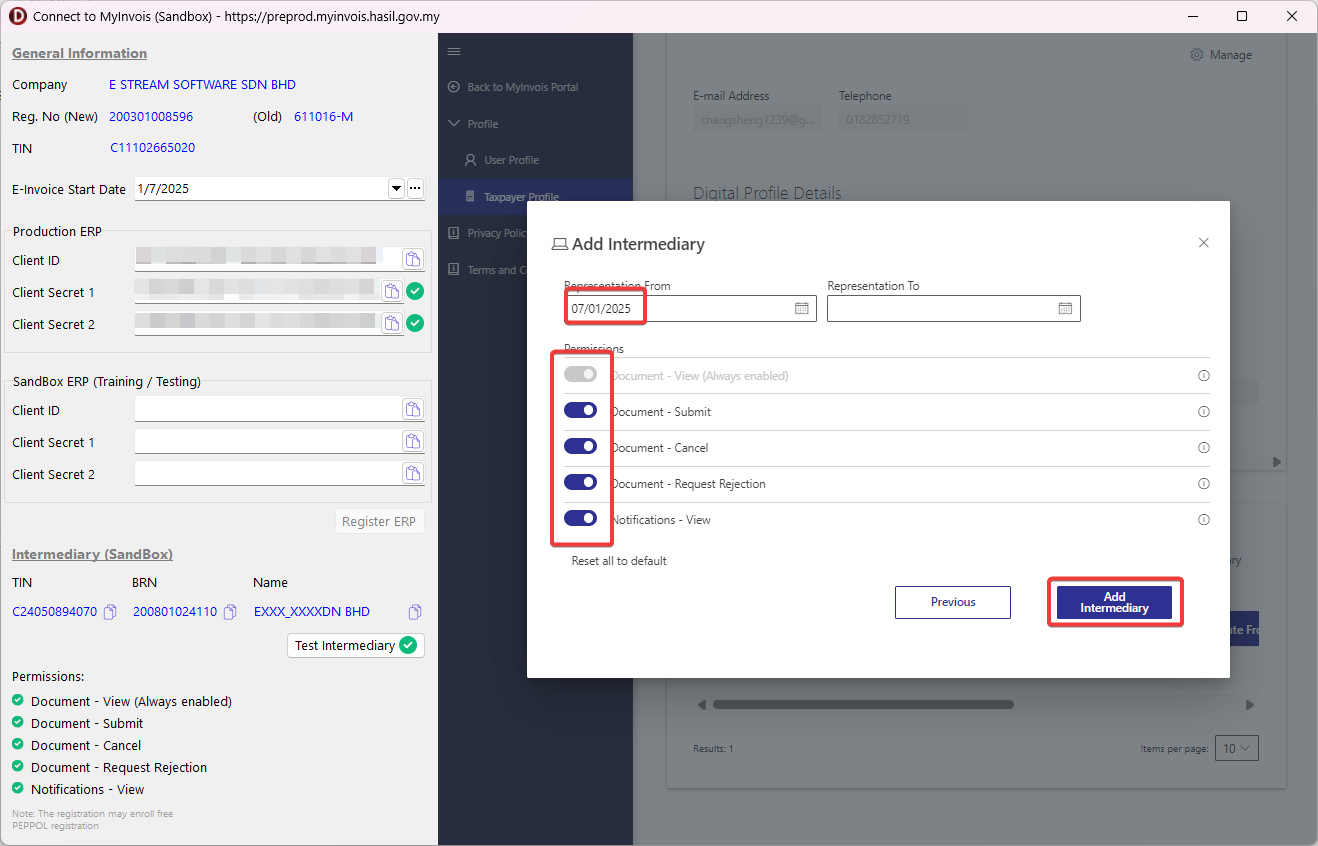 Connect to MyInvois (Sandbox) - https://preprod.myinvois.hasil.gov.my
General Information
Company E STREAM SOFTWARE SDN BHD
Reg. No (New) 200301008596 (Old) 611016-M
TIN C11102665020
E-Invoice Start Date 1/7/2025
Production ERP
Client ID
Client Secret 1
Client Secret 2
SandBox ERP (Training / Testing)
Client ID
Client Secret 1
Client Secret 2
Register ERP
Intermediary (SandBox)
TIN BRN Name
C24050894070 200801024110 EXXX_XXXXDN BHD
Test Intermediary
Permissions:
Document - View (Always enabled)
Document - Submit
Document - Cancel
Document - Request Rejection
Notifications - View
Note: The registration may enroll free
PEPPOL registration
Back to MyInvois Portal
Profile
User Profile
Taxpayer Profile
Privacy Policy
Terms and C
Manage
E-mail Address Telephone
changsheng1239@g... 0182852719
Digital Profile Details
Add Intermediary
Representation From Representation To
07/01/2025
Permissions
Document - View (Always enabled)
Document - Submit
Document - Cancel
Document - Request Rejection
Notifications - View
Reset all to default
Previous
Add
Intermediary
ry
te Fro
Results: 1
Items per page: 10